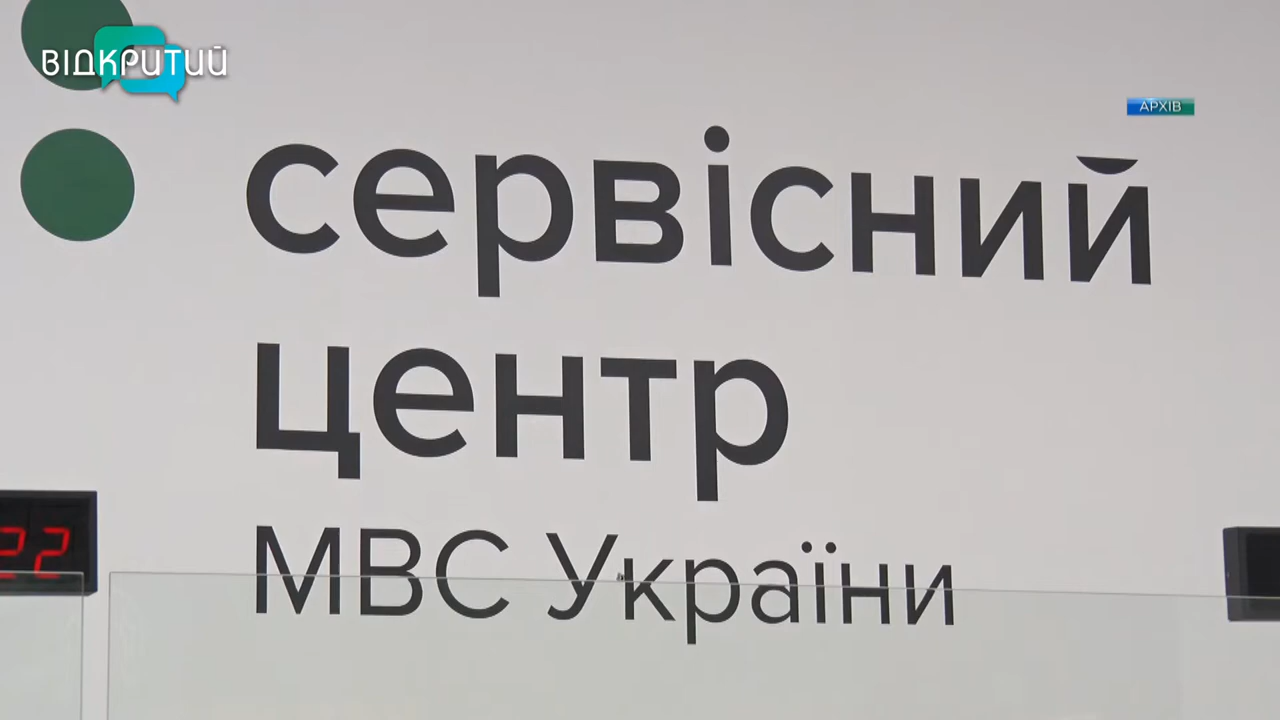 ВІДКРИТИЙ
АРХІВ
сервісний
центр
МВС України
22